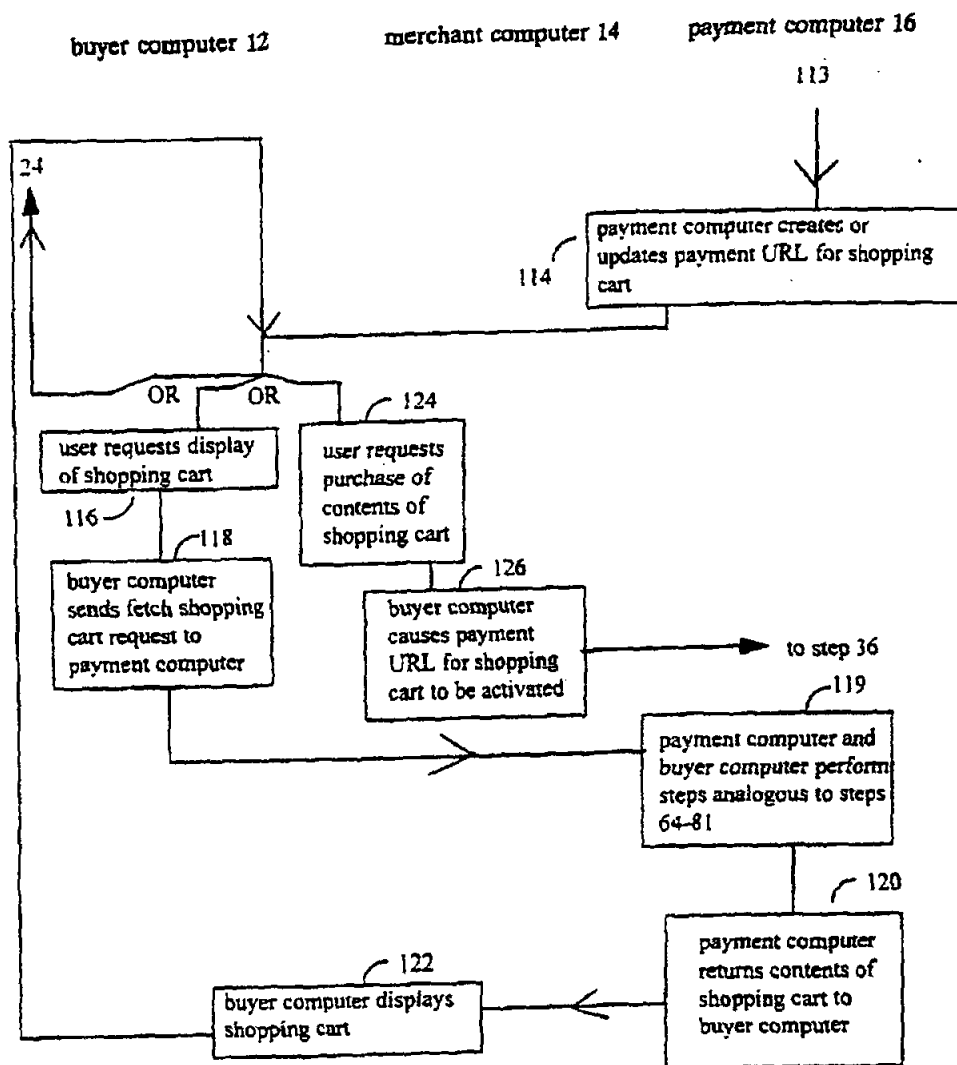 buyer computer 12
merchant computer 14
payment computer 16
113
24
payment computer creates or
updates payment URL for shopping
cart
114
OR
OR
124
user requests display
of shopping cart
116
user requests
purchase of
contents of
shopping cart
118
buyer computer
sends fetch shopping
cart request to
payment computer
126
buyer computer
causes payment
URL for shopping
cart to be activated
to step 36
119
payment computer and
buyer computer perform
steps analogous to steps
64-81
120
payment computer
returns contents of
shopping cart to
buyer computer
122
buyer computer displays
shopping cart